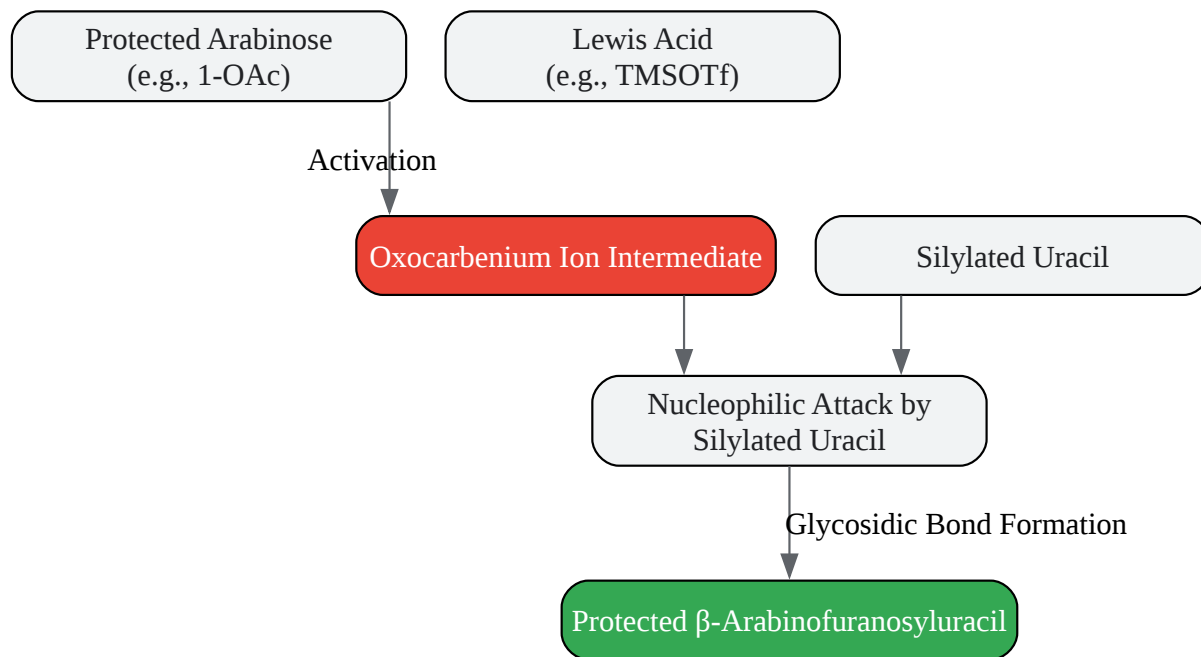 Protected Arabinose
(e.g., 1-OAc)
Lewis Acid
(e.g., TMSOTf)
Activation
Oxocarbenium Ion Intermediate
Silylated Uracil
Nucleophilic Attack by
Silylated Uracil
Glycosidic Bond Formation
Protected β-Arabinofuranosyluracil